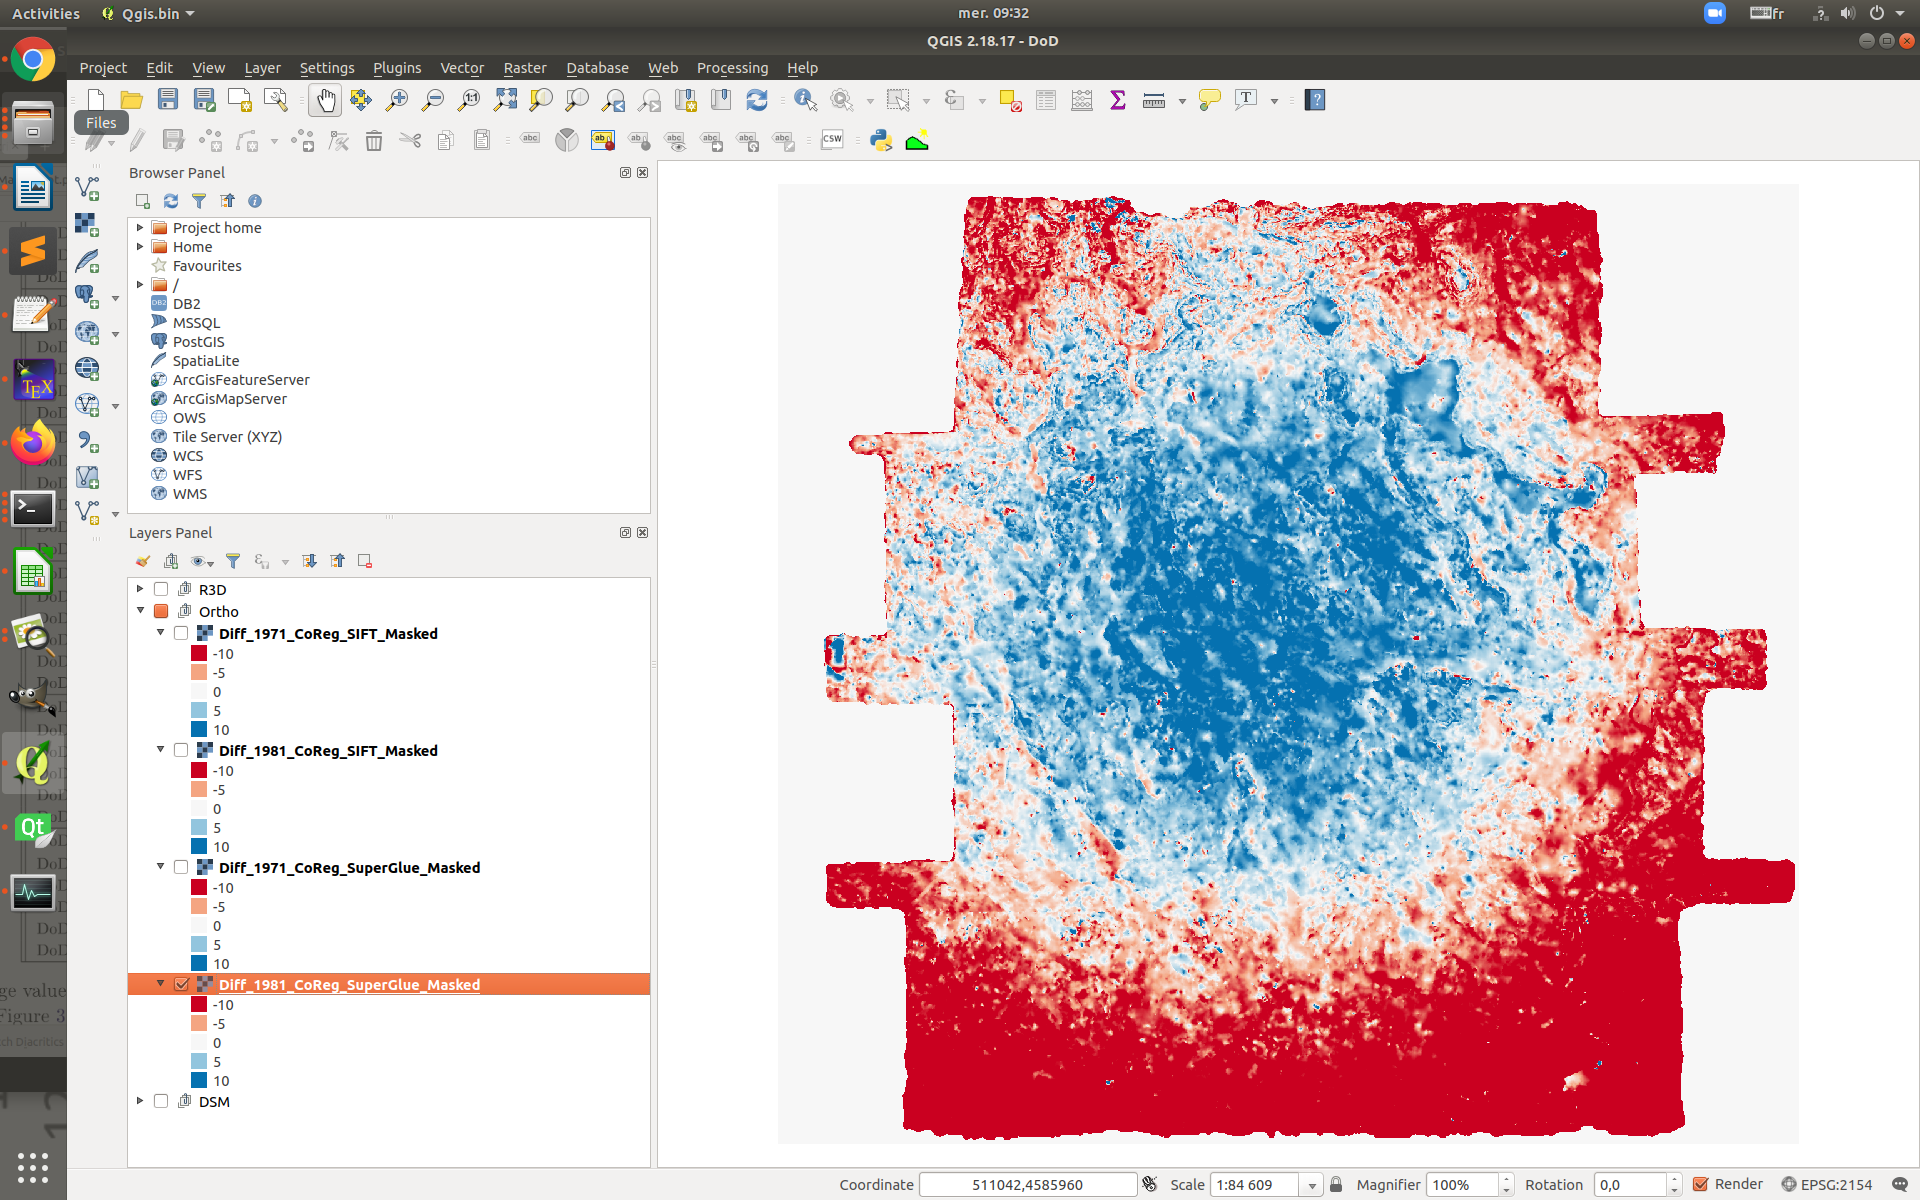 Activities
Qgis.bin
mer. 09:32
fr
QGIS 2.18.17 - DoD
Project Edit View Layer Settings Plugins Vector Raster Database Web Processing Help
Files
Browser Panel
Project home
Home
Favourites
/
DB2
MSSQL
PostGIS
SpatiaLite
ArcGisFeatureServer
ArcGisMapServer
OWS
Tile Server (XYZ)
WCS
WFS
WMS
Layers Panel
R3D
Ortho
Diff_1971_CoReg_SIFT_Masked
-10
-5
0
5
10
Diff_1981_CoReg_SIFT_Masked
-10
-5
0
5
10
Diff_1971_CoReg_SuperGlue_Masked
-10
-5
0
5
10
Diff_1981_CoReg_SuperGlue_Masked
-10
-5
0
5
10
DSM
ge value
Figure 3
Coordinate 511042,4585960 Scale 1:84 609 Magnifier 100% Rotation 0,0 Render EPSG:2154